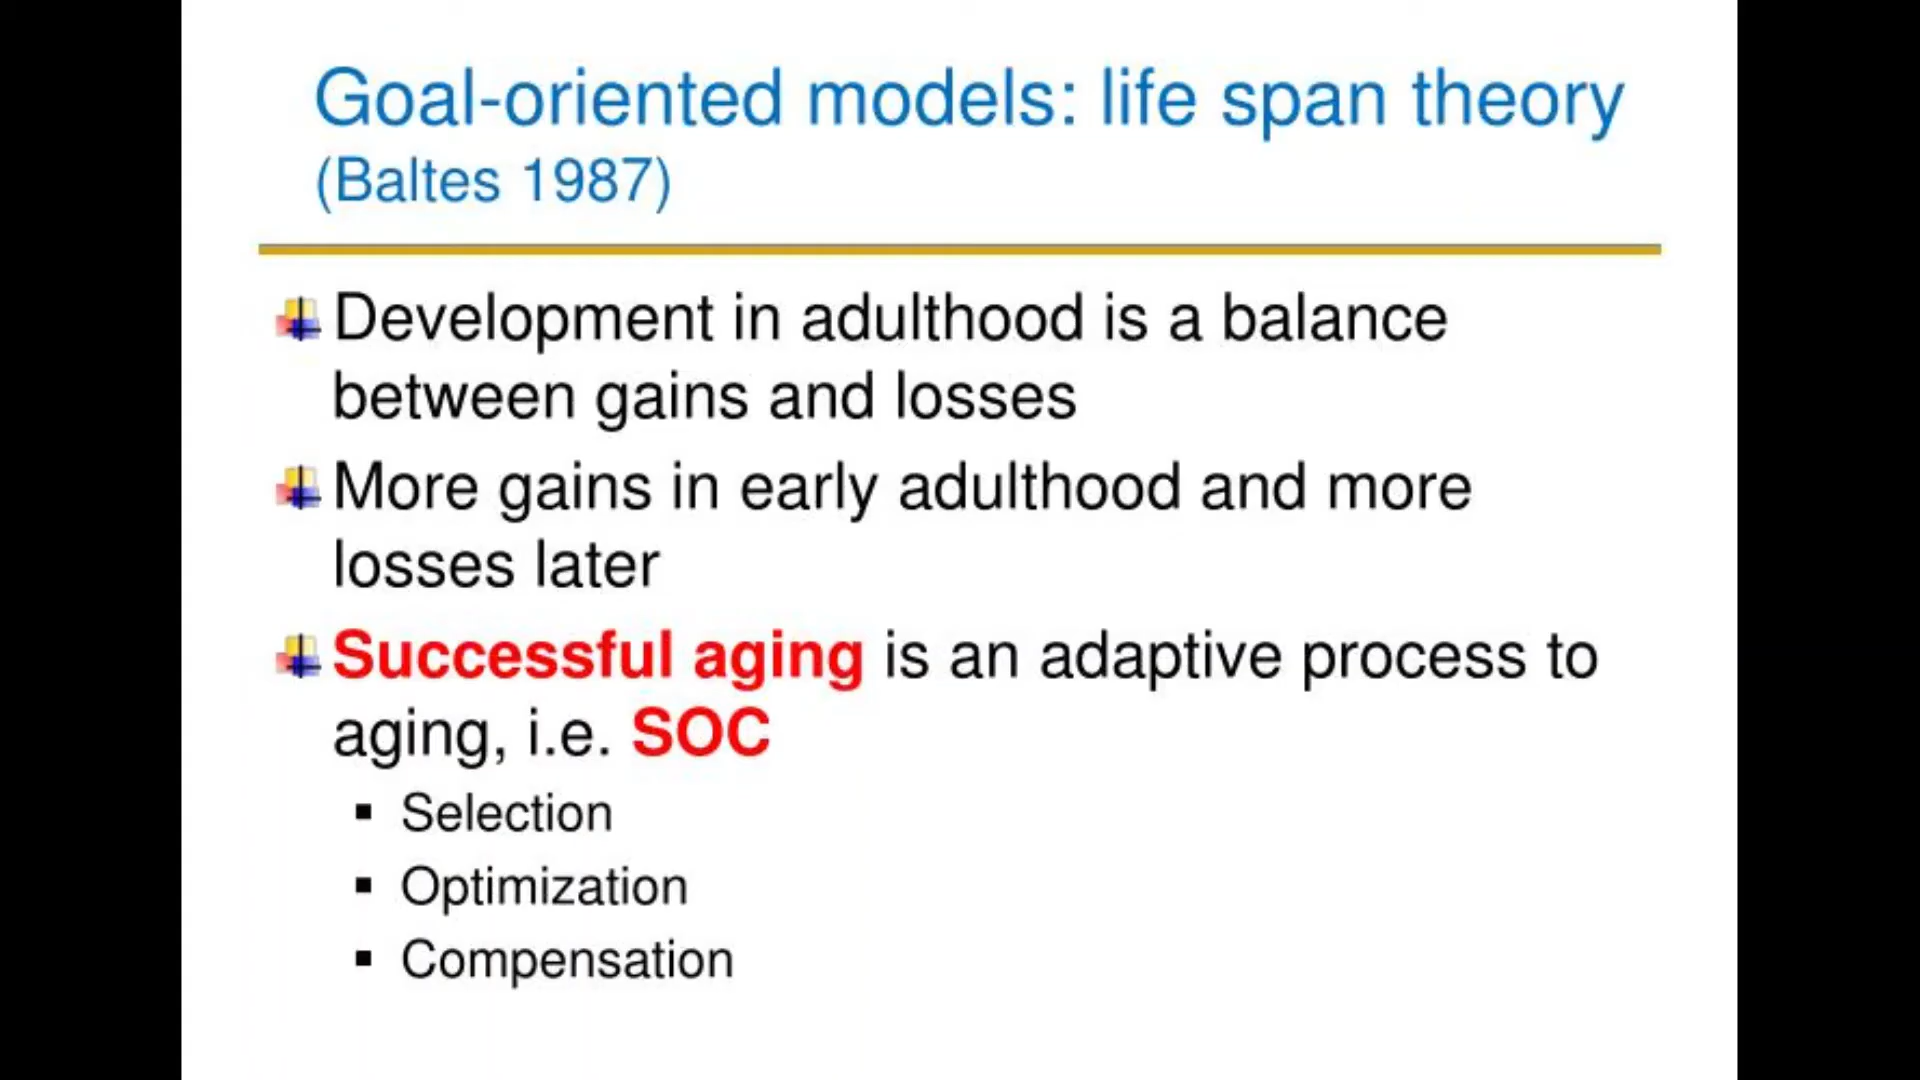 Goal-oriented models: life span theory
(Baltes 1987)
Development in adulthood is a balance
between gains and losses
More gains in early adulthood and more
losses later
Successful aging is an adaptive process to
aging, i.e. SOC
▪ Selection
▪ Optimization
▪ Compensation